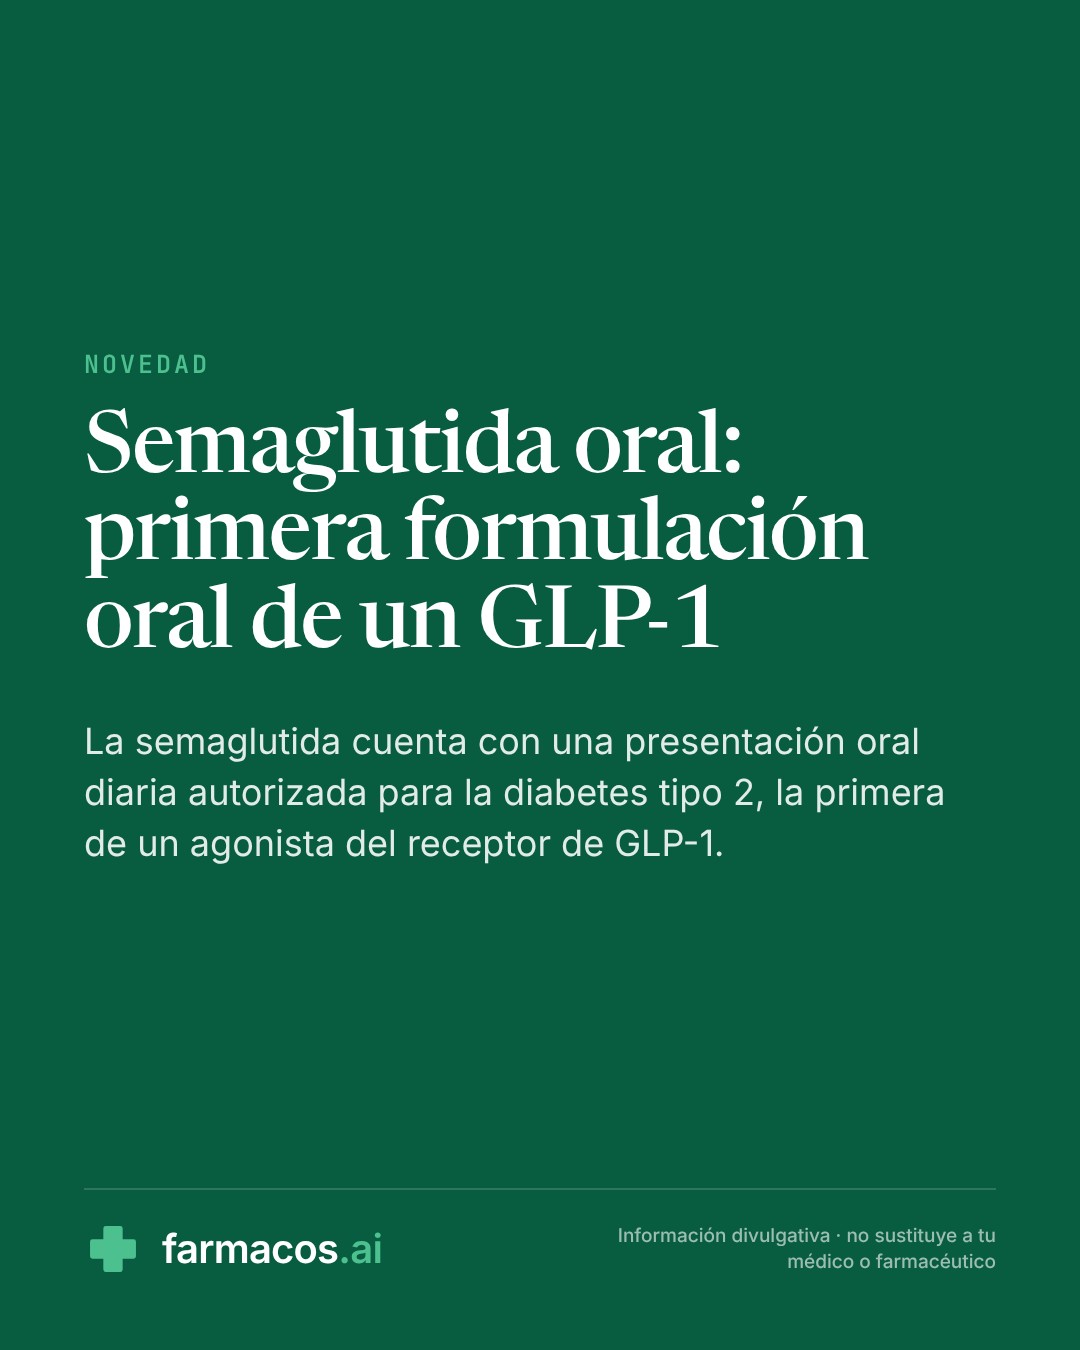 NOVEDAD
Semaglutida oral:
primera formulación
oral de un GLP-1
La semaglutida cuenta con una presentación oral
diaria autorizada para la diabetes tipo 2, la primera
de un agonista del receptor de GLP-1.
farmacos.ai
Información divulgativa · no sustituye a tu
médico o farmacéutico